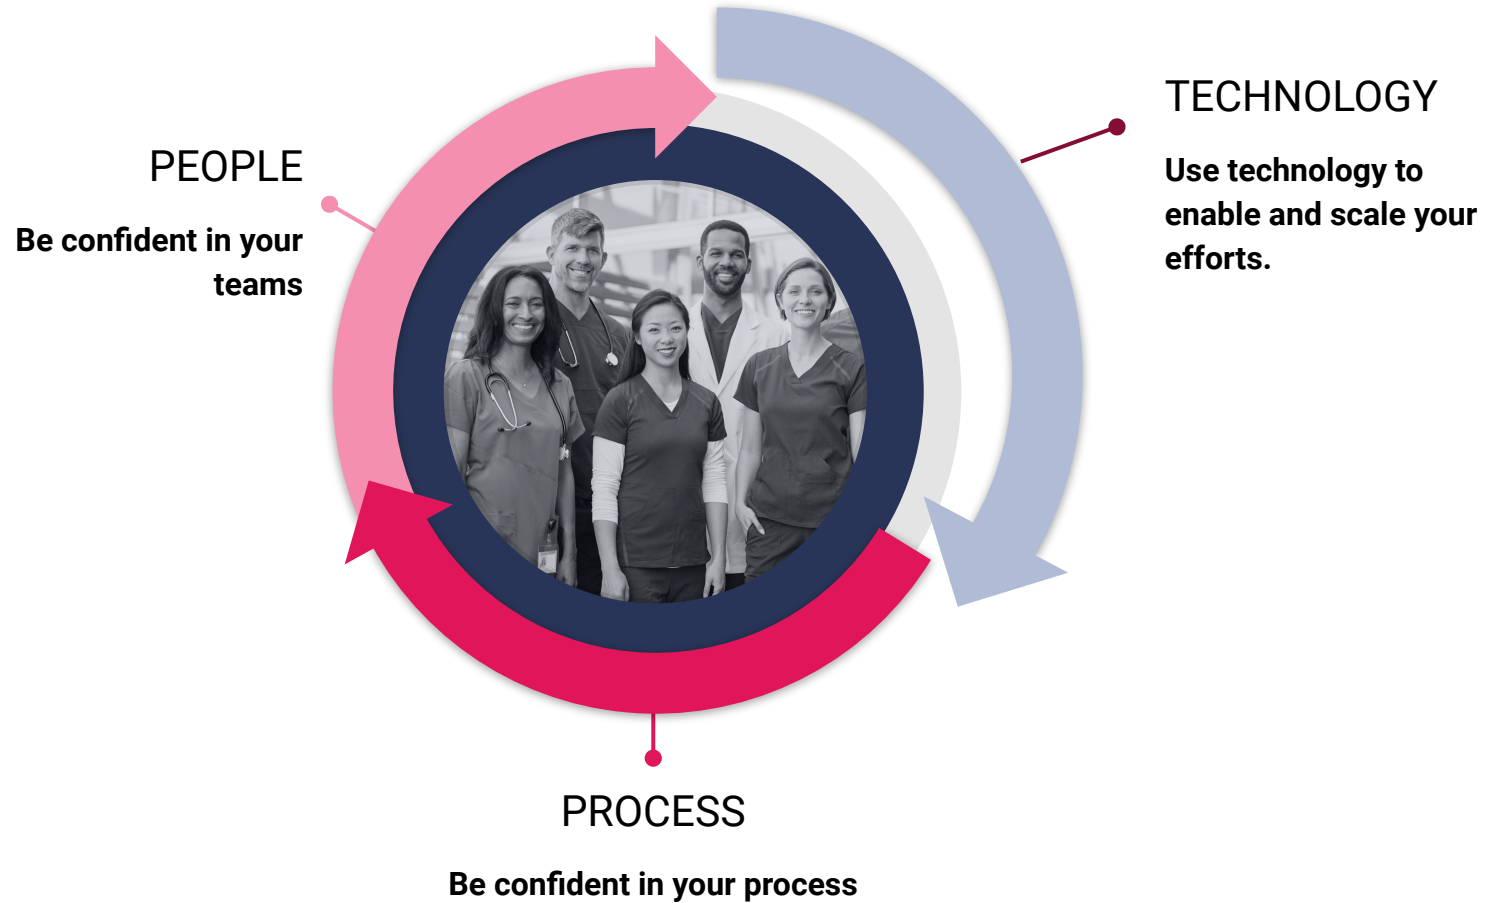 TECHNOLOGY
Use technology to
enable and scale your
efforts.
PEOPLE
Be confident in your
teams
PROCESS
Be confident in your process